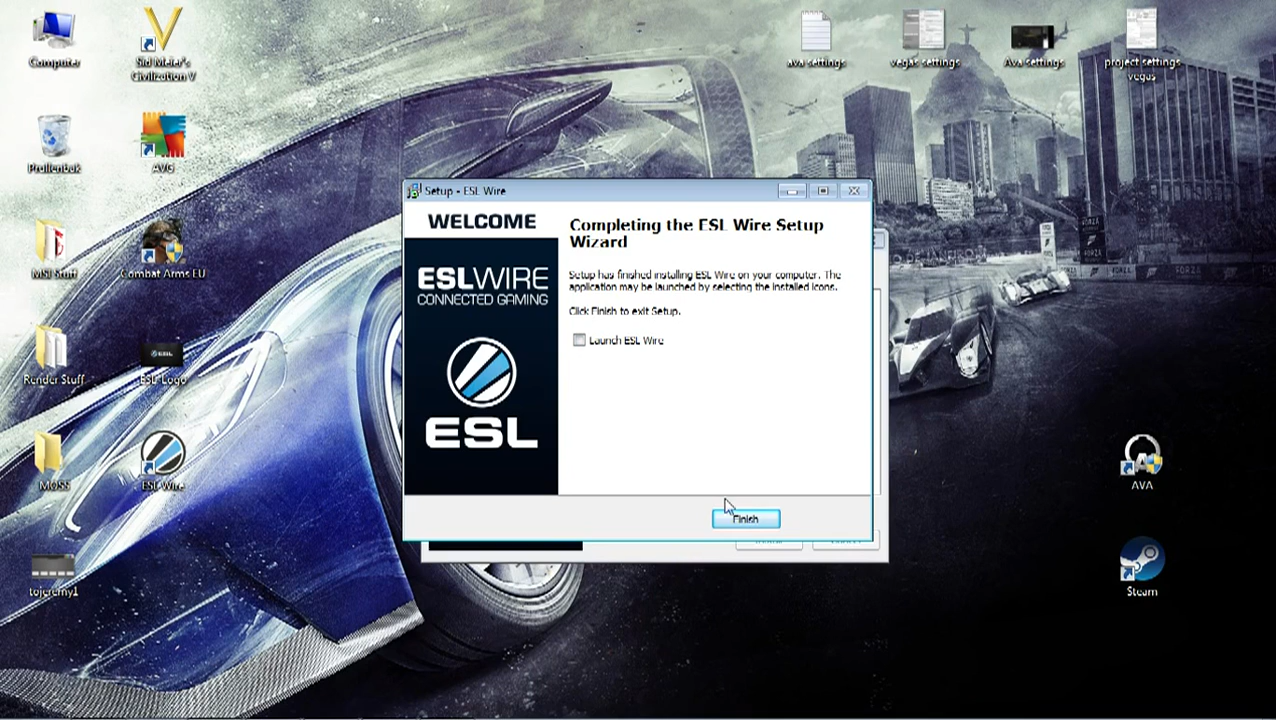 Computer
Sid Meier's
Civilization V
ava settings
vegas settings
Ava settings
project settings
vegas
Prullenbak
AVG
MSI Stuff
Combat Arms EU
Render Stuff
ESL
ESL-Logo
MOSS
ESL Wire
tojeremy1
AVA
Steam
Setup - ESL Wire
WELCOME
ESLWIRE
CONNECTED GAMING
ESL
Completing the ESL Wire Setup
Wizard
Setup has finished installing ESL Wire on your computer. The
application may be launched by selecting the installed icons.
Click Finish to exit Setup.
Launch ESL Wire
Finish
FORZA
FORZA